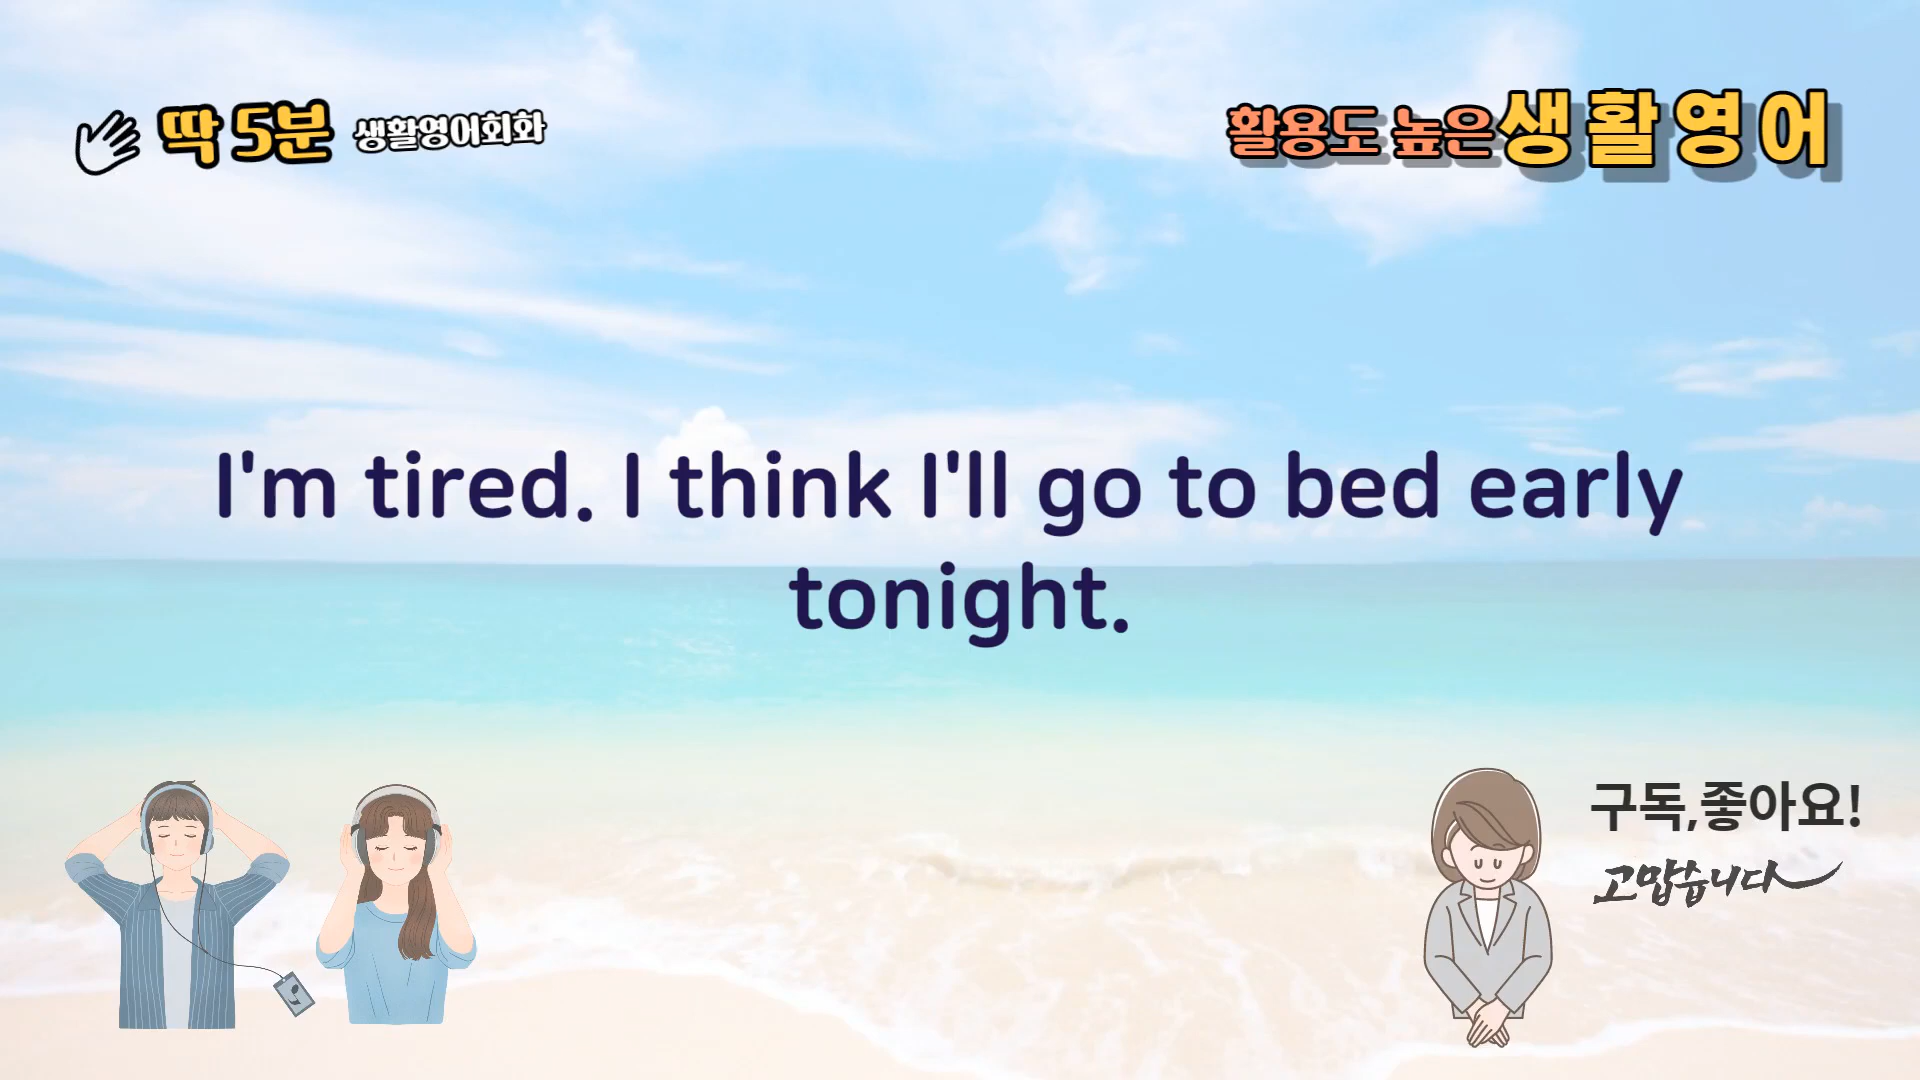 딱 5분 생활영어회화
활용도 높은생활영어
I'm tired. I think I'll go to bed early
tonight.
구독,좋아요!
고맙습니다